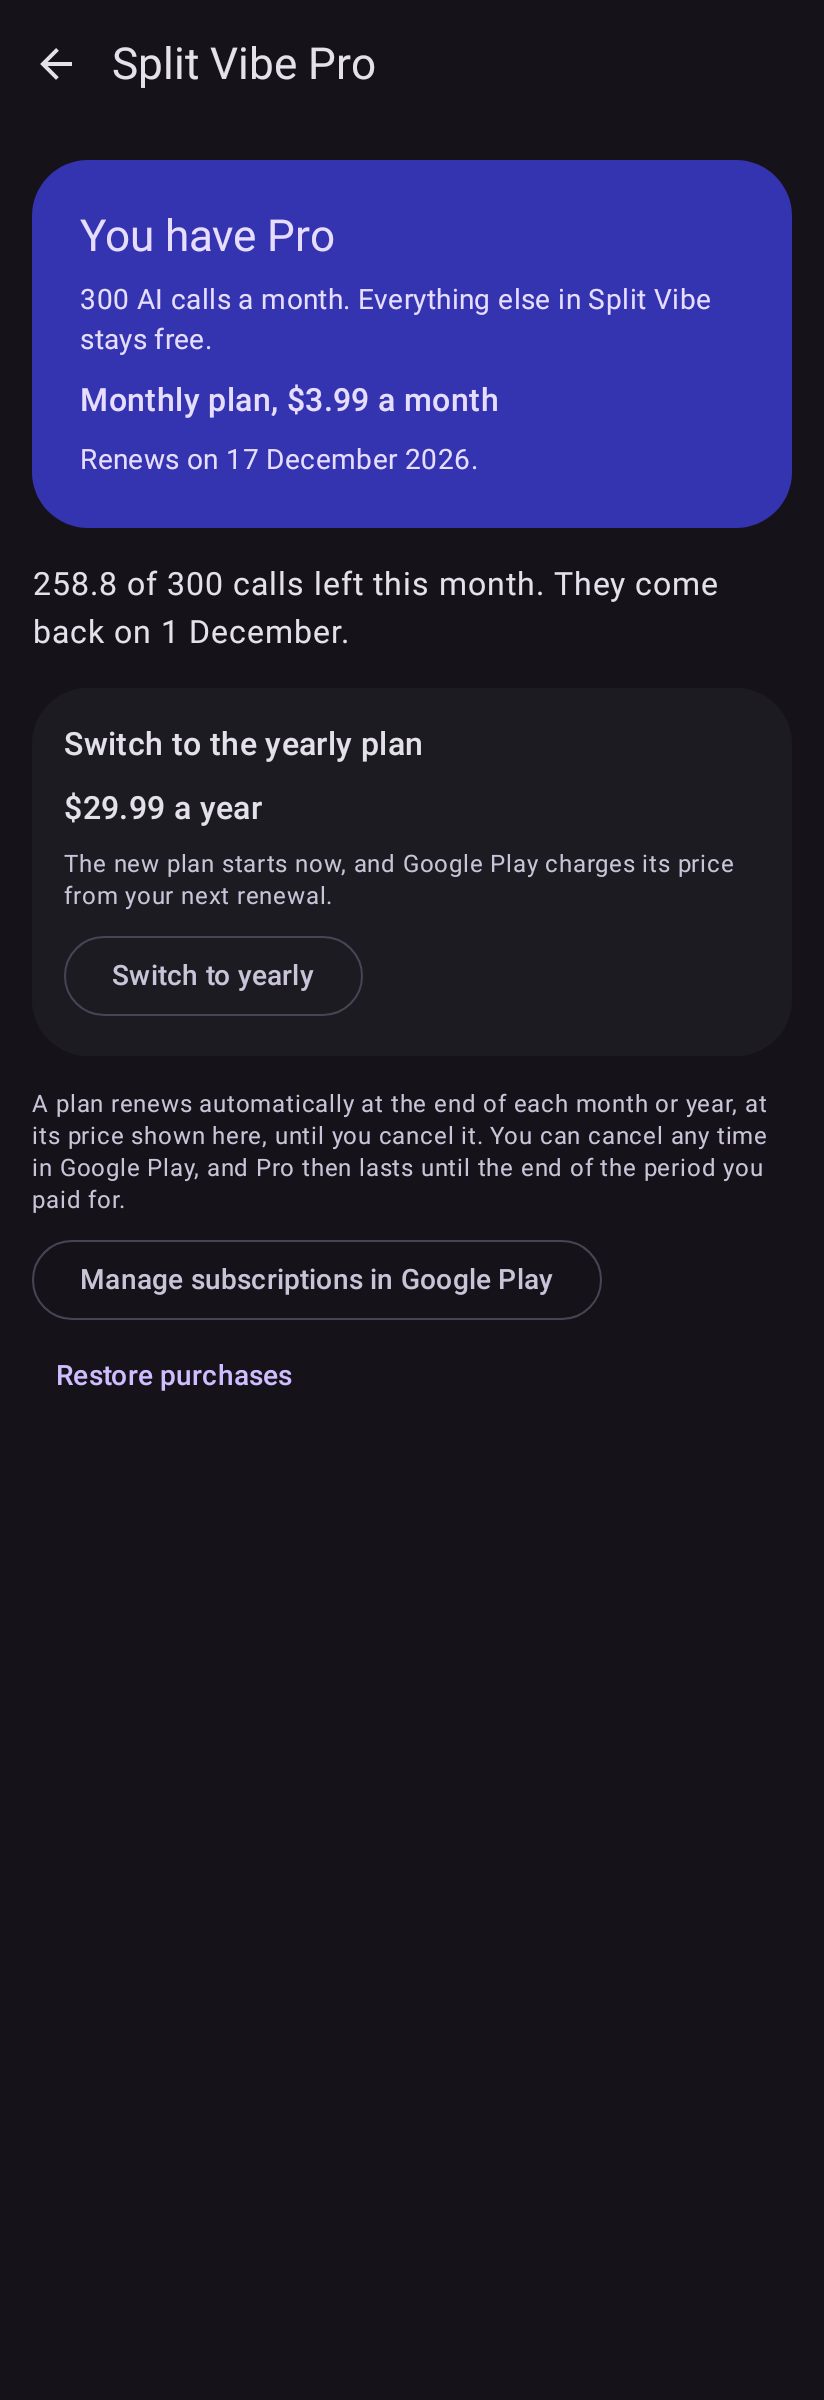 Split Vibe Pro
You have Pro
300 AI calls a month. Everything else in Split Vibe
stays free.
Monthly plan, $3.99 a month
Renews on 17 December 2026.
258.8 of 300 calls left this month. They come
back on 1 December.
Switch to the yearly plan
$29.99 a year
The new plan starts now, and Google Play charges its price
from your next renewal.
Switch to yearly
A plan renews automatically at the end of each month or year, at
its price shown here, until you cancel it. You can cancel any time
in Google Play, and Pro then lasts until the end of the period you
paid for.
Manage subscriptions in Google Play
Restore purchases